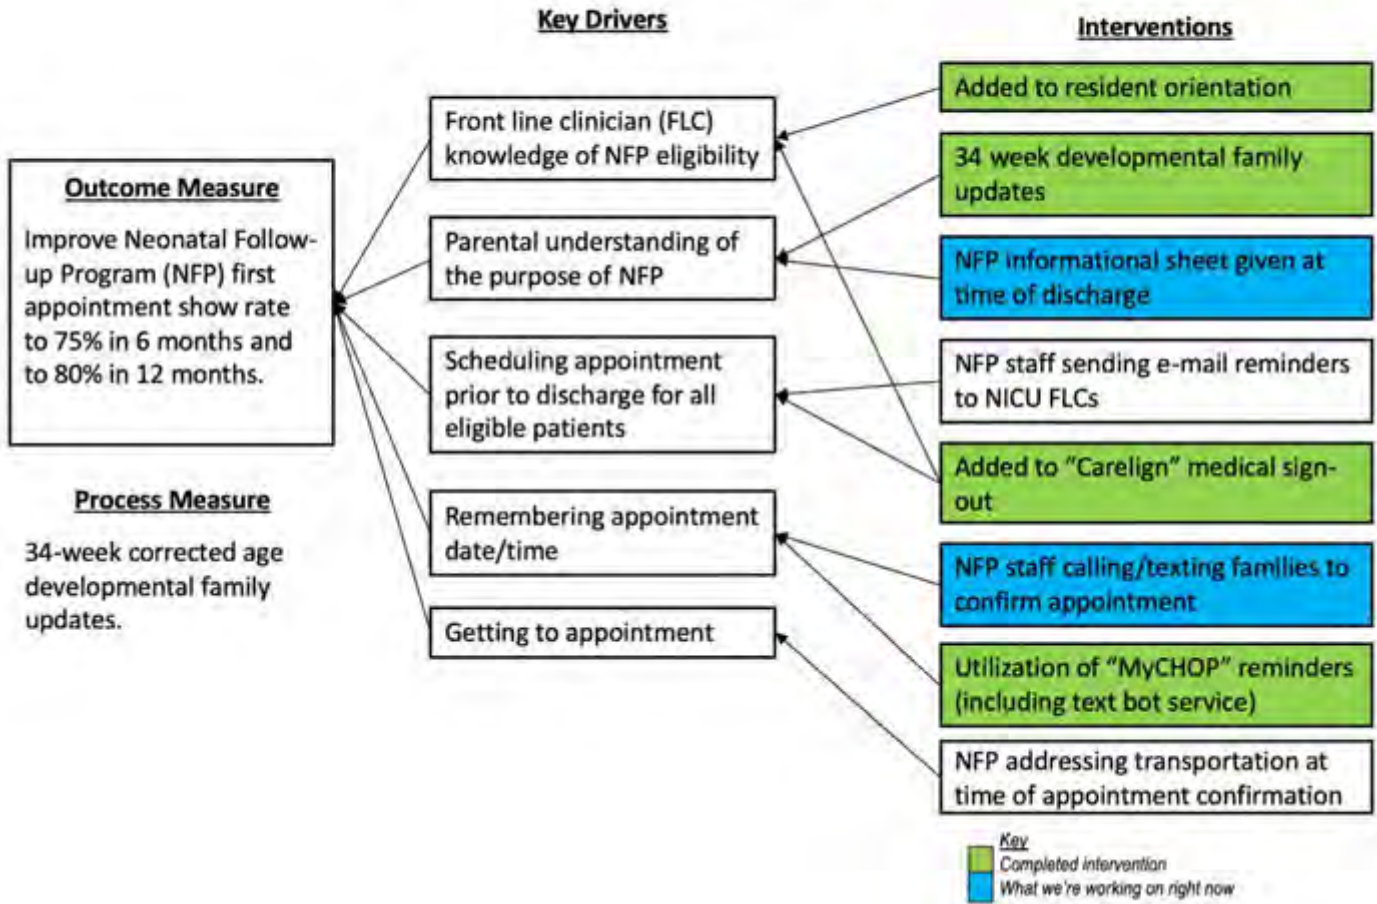 Key Drivers
Interventions
Outcome Measure
Improve Neonatal Follow-
up Program (NFP) first
appointment show rate
to 75% in 6 months and
to 80% in 12 months.
Process Measure
34-week corrected age
developmental family
updates.
Front line clinician (FLC)
knowledge of NFP eligibility
Parental understanding of
the purpose of NFP
Scheduling appointment
prior to discharge for all
eligible patients
Remembering appointment
date/time
Getting to appointment
Added to resident orientation
34 week developmental family
updates
NFP informational sheet given at
time of discharge
NFP staff sending e-mail reminders
to NICU FLCs
Added to “Carelign” medical sign-
out
NFP staff calling/texting families to
confirm appointment
Utilization of “MyCHOP” reminders
(including text bot service)
NFP addressing transportation at
time of appointment confirmation
Key
Completed intervention
What we're working on right now